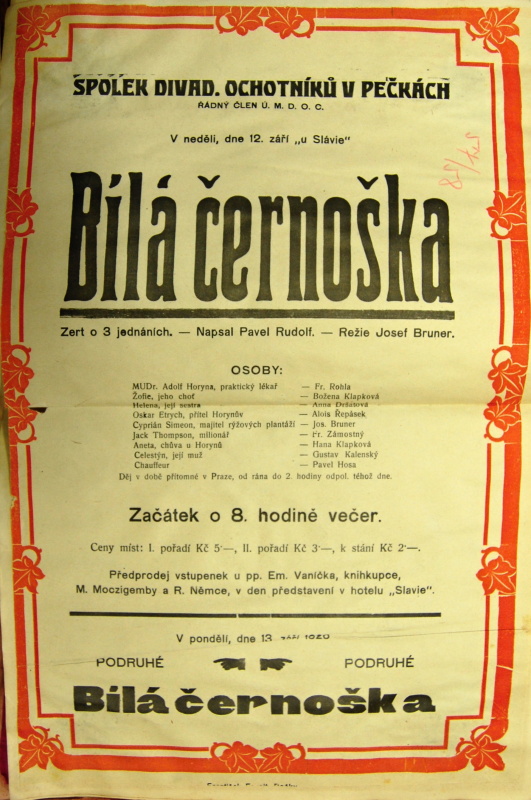 SPOLEK DIVAD. OCHOTNÍKŮ V PEČKÁCH
ŘÁDNÝ ČLEN Ú. M. D. O. C.
V neděli, dne 12. září „u Slávie"
Bílá černoška
Zert o 3 jednáních. — Napsal Pavel Rudolf. — Režie Josef Bruner.
OSOBY:
MUDr. Adolf Horyna, praktický lékař — Fr. Rohla
Žofie, jeho choť — Božena Klapková
Helena, její sestra — Anna
Oskar Etrych, přítel Horynův — Alois Řepásek
Cyprián Simeon, majitel rýžových plantáží — Jos. Bruner
Jack Thompson, milionář — Fr. Zámostný
Aneta, chůva u Horynů — Hana Klapková
Celestýn, její muž — Gustav Kalenský
Chauffeur — Pavel Hosa
Děj v době přítomné v Praze, od rána do 2. hodiny odpol. téhož dne.
Začátek o 8. hodině večer.
Ceny míst: I. pořadí Kč 5·—, II. pořadí Kč 3·—, k stání Kč 2·—.
Předprodej vstupenek u pp. Em. Vaníčka, knihkupce,
M. Moczigemby a R. Němce, v den představení v hotelu „Slavie".
V pondělí, dne 13. září 1926
PODRUHÉ PODRUHÉ
Bílá černoška